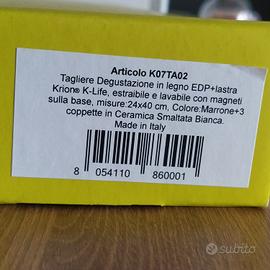 Articolo K07TA02
Tagliere Degustazione in legno EDP+lastra
Krion® K-Life, estraibile e lavabile con magneti
sulla base, misure:24x40 cm, Colore:Marrone+3
coppette in Ceramica Smaltata Bianca.
Made in Italy
8 054110 860001
subito